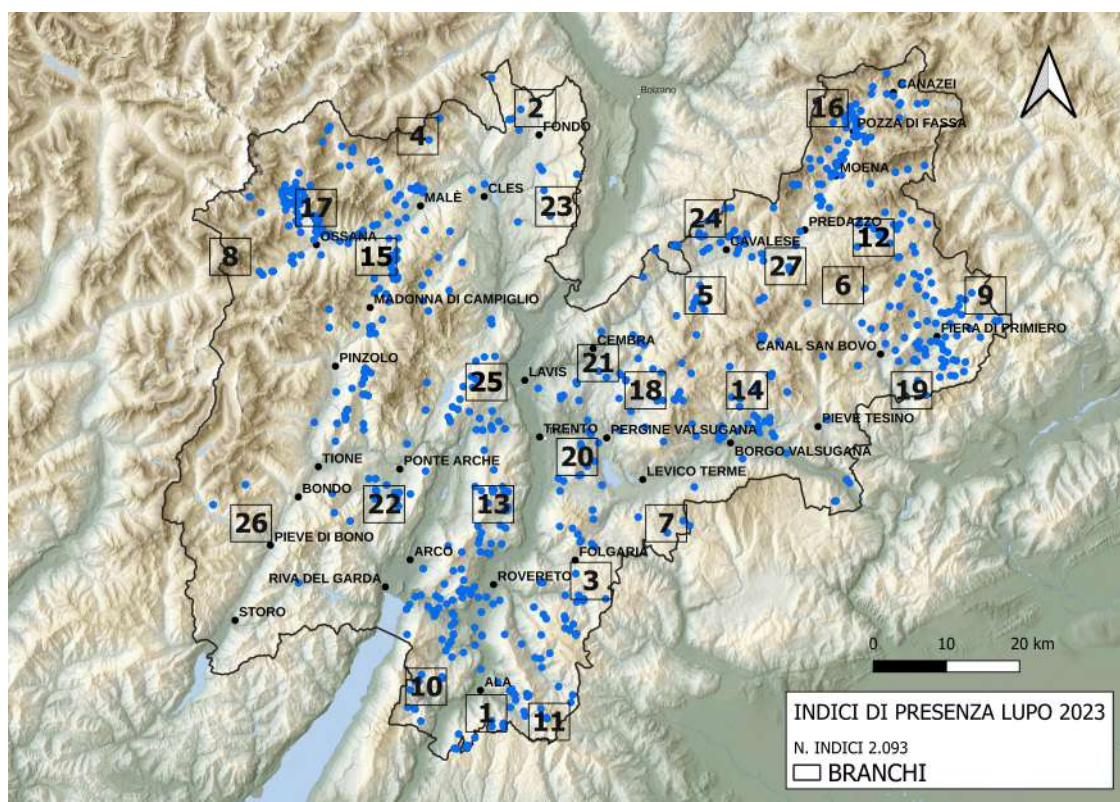 Bolzano
CANAZEI
16
2
POZZA DI FASSA
4
FONDO
MOENA
CLES
MALÈ
17
23
24
PREDAZZO
12
OSSANA
CAVALESE
8
15
27
6
5
9
MADONNA DI CAMPIGLIO
FIERA DI PRIMIERO
CEMBRA
CANAL SAN BOVO
21
PINZOLO
LAVIS
25
18
14
19
PIEVE TESINO
TRENTO
PERGINE VALSUGANA
BORGO VALSUGANA
20
TIONE
PONTE ARCHE
LEVICO TERME
BONDO
22
13
26
7
PIEVE DI BONO
ARCO
FOLGARIA
RIVA DEL GARDA
ROVERETO
3
STORO
0 10 20 km
10
ALA
1
11
INDICI DI PRESENZA LUPO 2023
N. INDICI 2.093
BRANCHI